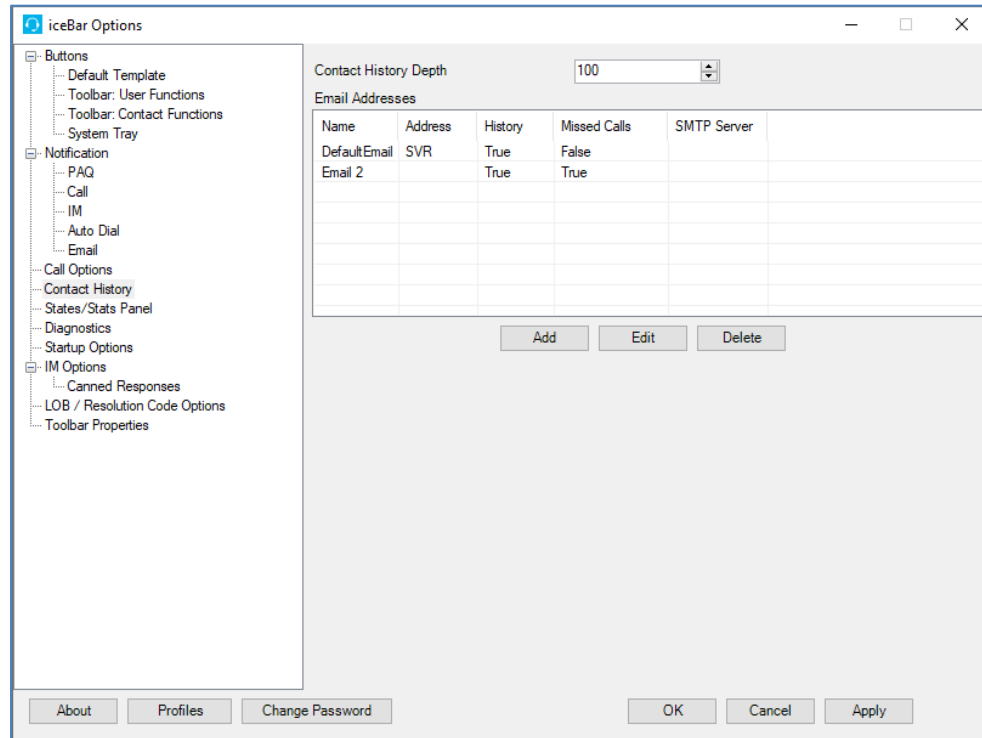 iceBar Options
Buttons
Default Template
Toolbar: User Functions
Toolbar: Contact Functions
System Tray
Notification
PAQ
Call
IM
Auto Dial
Email
Call Options
Contact History
States/Stats Panel
Diagnostics
Startup Options
IM Options
Canned Responses
LOB / Resolution Code Options
Toolbar Properties
Contact History Depth 100
Email Addresses
Name Address History Missed Calls SMTP Server
DefaultEmail SVR True False
Email 2 True True
Add Edit Delete
About Profiles Change Password OK Cancel Apply